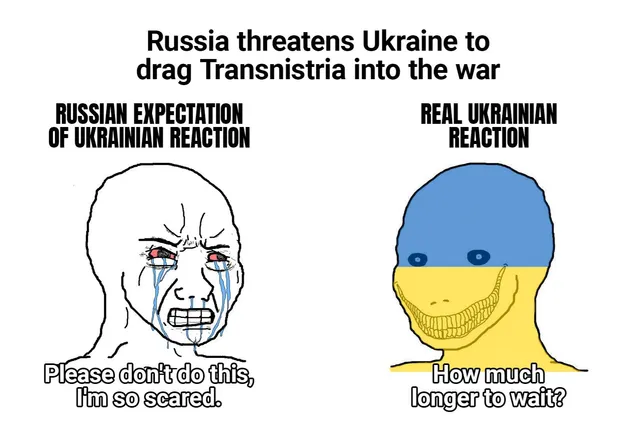 Russia threatens Ukraine to
drag Transnistria into the war
RUSSIAN EXPECTATION
OF UKRAINIAN REACTION
REAL UKRAINIAN
REACTION
Please don't do this,
I'm so scared.
How much
longer to wait?